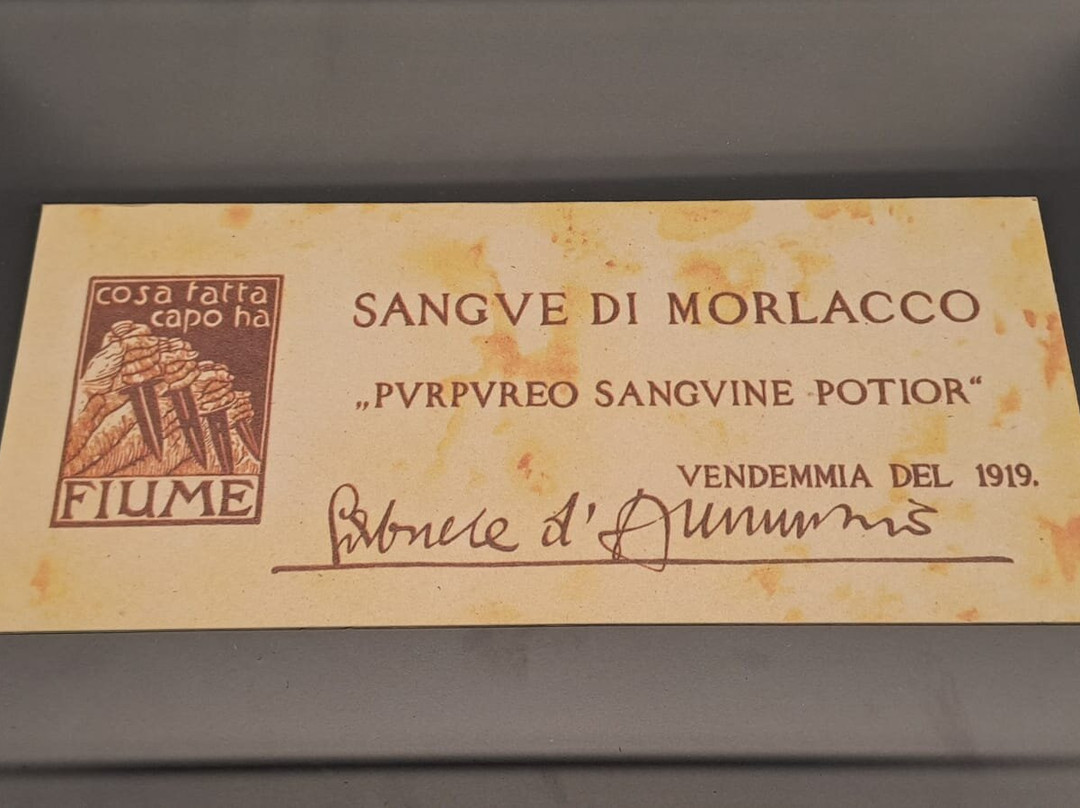 cosa fatta
capo ha
FIUME
SANGVE DI MORLACCO
„PVRPVREO SANGVINE POTIOR“
VENDEMMIA DEL 1919.
Gabriele d'Annunzio